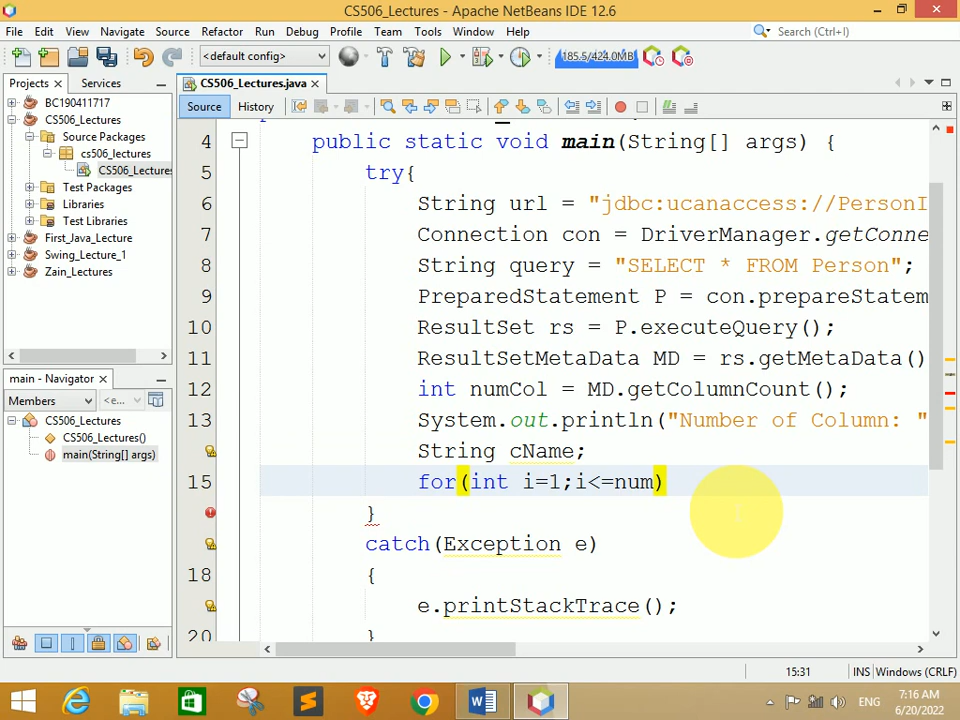 CS506_Lectures - Apache NetBeans IDE 12.6
File Edit View Navigate Source Refactor Run Debug Profile Team Tools Window Help
Search (Ctrl+I)
<default config>
185.5/424.0MB
Projects
Services
BC190411717
CS506_Lectures
Source Packages
cs506_lectures
CS506_Lectures
Test Packages
Libraries
Test Libraries
First_Java_Lecture
Swing_Lecture_1
Zain_Lectures
main - Navigator
Members
<e...
CS506_Lectures
CS506_Lectures()
main(String[] args)
CS506_Lectures.java
Source
History
4 public static void main(String[] args) {
5 try{
6 String url = "jdbc:ucanaccess://PersonI
7 Connection con = DriverManager.getConne
8 String query = "SELECT * FROM Person";
9 PreparedStatement P = con.prepareStatem
10 ResultSet rs = P.executeQuery();
11 ResultSetMetaData MD = rs.getMetaData()
12 int numCol = MD.getColumnCount();
13 System.out.println("Number of Column: "
String cName;
15 for(int i=1;i<=num)
}
catch(Exception e)
18 {
e.printStackTrace();
20 }
15:31
INS
Windows (CRLF)
ENG
7:16 AM
6/20/2022